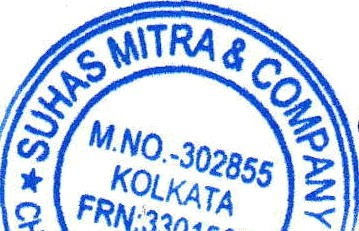 SUHAS MITRA & COMPANY
M.NO.-302855
KOLKATA